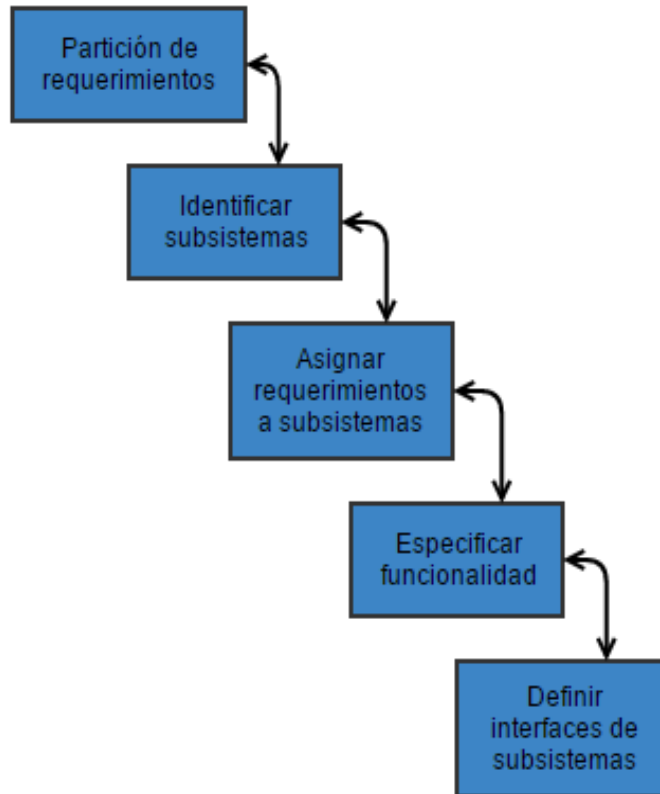 Partición de
requerimientos
Identificar
subsistemas
Asignar
requerimientos
a subsistemas
Especificar
funcionalidad
Definir
interfaces de
subsistemas